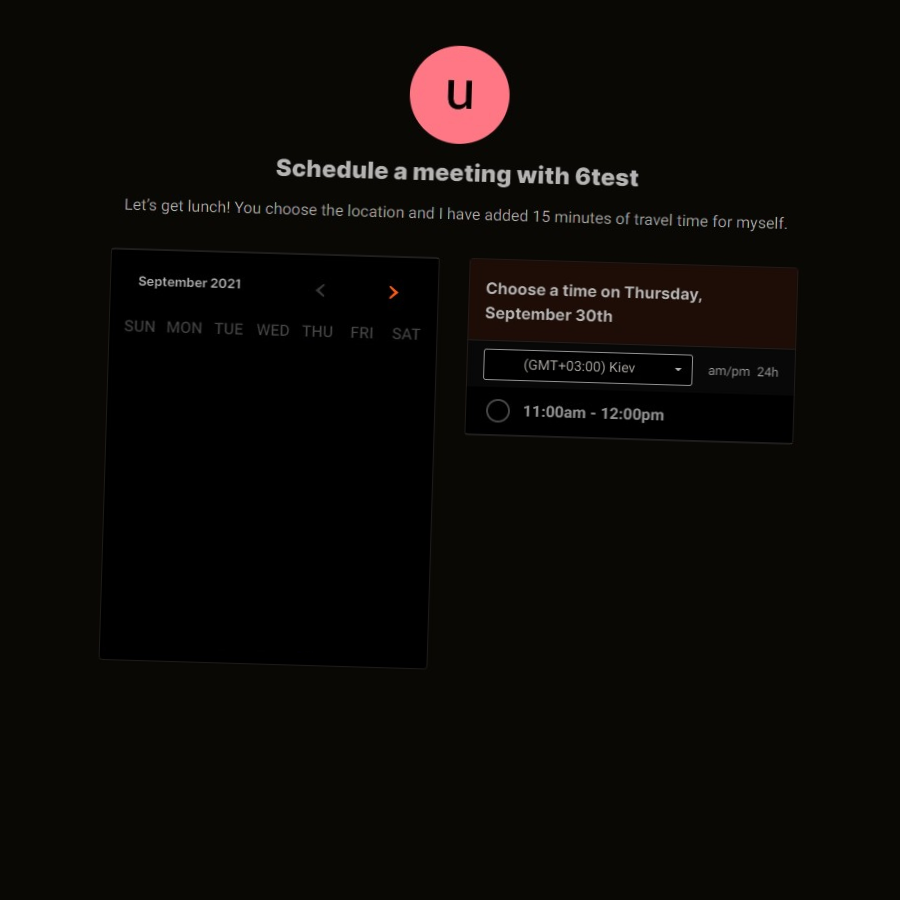 u
Schedule a meeting with 6test
Let's get lunch! You choose the location and I have added 15 minutes of travel time for myself.
September 2021
SUN MON TUE WED THU FRI SAT
Choose a time on Thursday,
September 30th
(GMT+03:00) Kiev
am/pm 24h
11:00am - 12:00pm